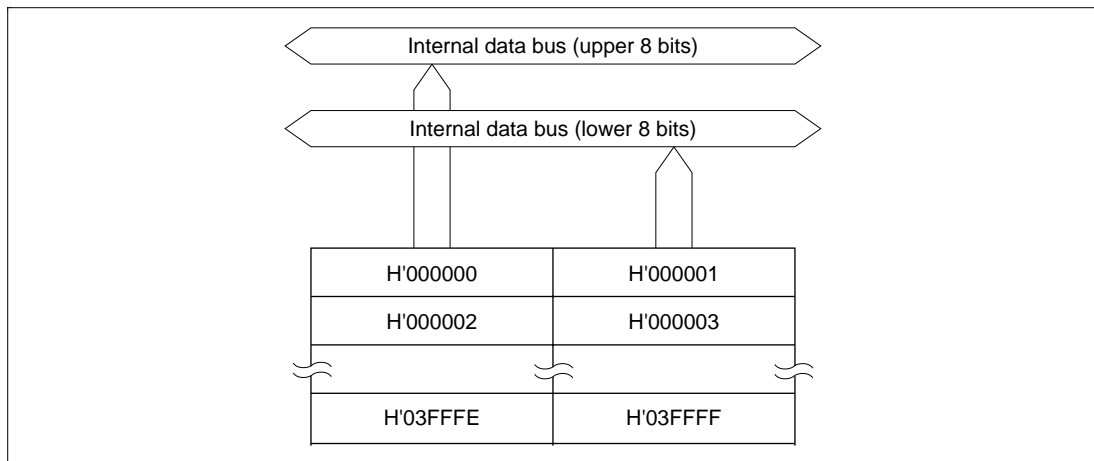 Internal data bus (upper 8 bits)
Internal data bus (lower 8 bits)
H'000000 H'000001
H'000002 H'000003
H'03FFFE H'03FFFF